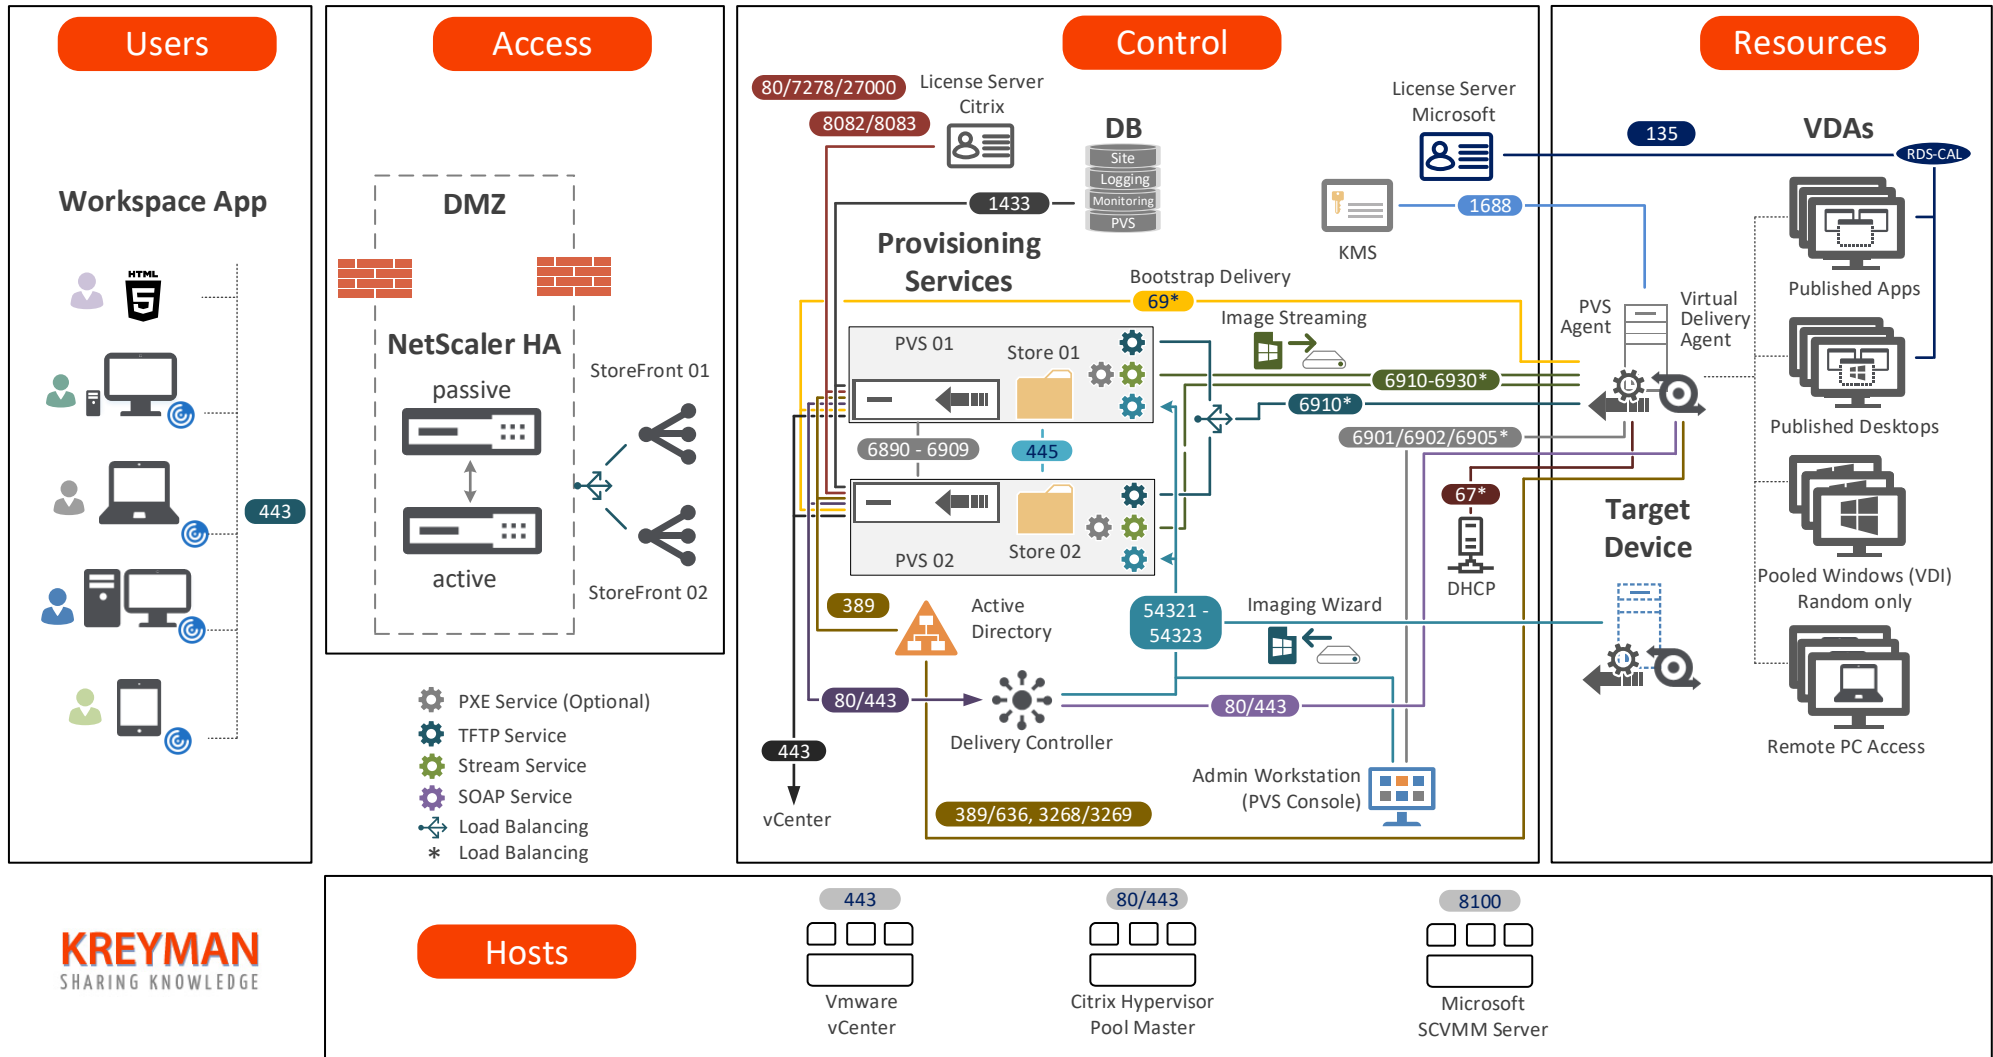 Users
Workspace App
HTML
5
443
Access
DMZ
NetScaler HA
passive
active
StoreFront 01
StoreFront 02
PXE Service (Optional)
TFTP Service
Stream Service
SOAP Service
Load Balancing
* Load Balancing
Control
80/7278/27000
8082/8083
License Server
Citrix
DB
Site
Logging
Monitoring
PVS
1433
License Server
Microsoft
KMS
1688
135
Provisioning
Services
Bootstrap Delivery
69*
Image Streaming
PVS 01
Store 01
6910-6930*
6910*
6901/6902/6905*
6890 - 6909
445
67*
DHCP
Store 02
PVS 02
389
Active
Directory
54321 -
54323
Imaging Wizard
80/443
Delivery Controller
80/443
443
vCenter
Admin Workstation
(PVS Console)
389/636, 3268/3269
Resources
VDAs
RDS-CAL
Published Apps
PVS
Agent
Virtual
Delivery
Agent
Published Desktops
Target
Device
Pooled Windows (VDI)
Random only
Remote PC Access
KREYMAN
SHARING KNOWLEDGE
Hosts
443
Vmware
vCenter
80/443
Citrix Hypervisor
Pool Master
8100
Microsoft
SCVMM Server